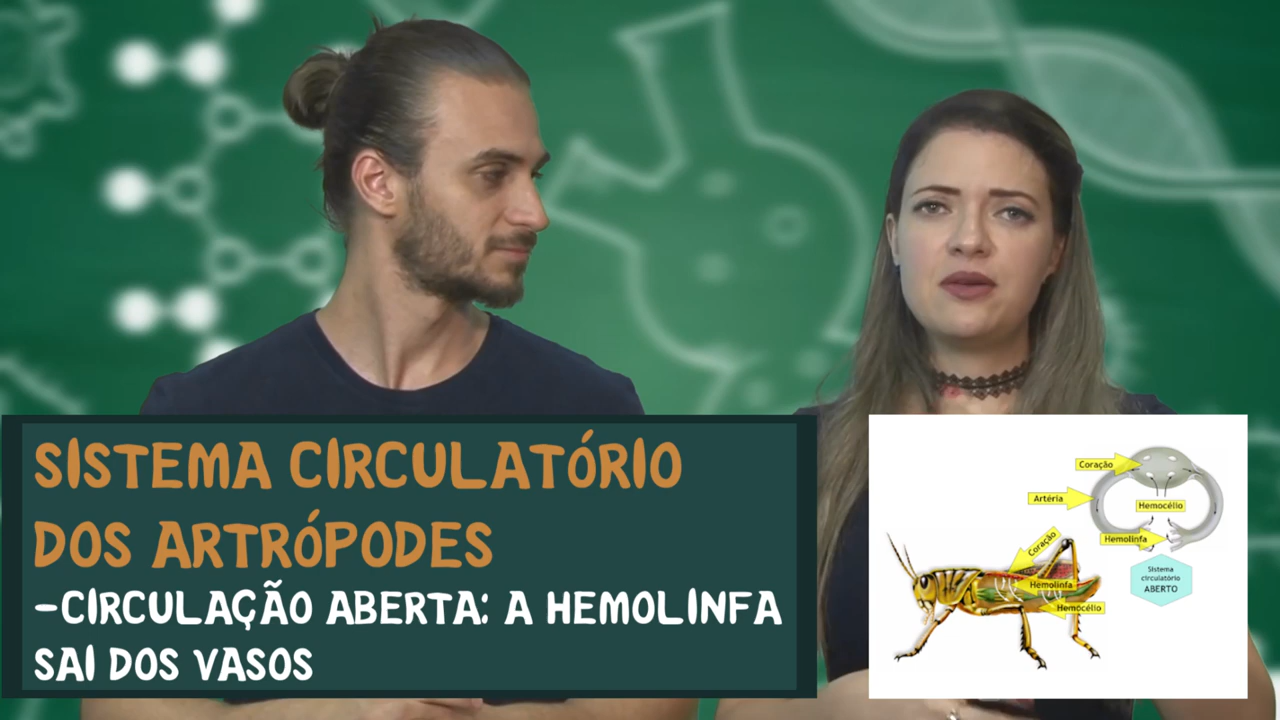 SISTEMA CIRCULATÓRIO
DOS ARTRÓPODES
-CIRCULAÇÃO ABERTA: A HEMOLINFA
SAI DOS VASOS
Coração
Artéria
Hemocélio
Hemolinfa
Sistema
circulatório
ABERTO
Coração
Hemolinfa
Hemocélio